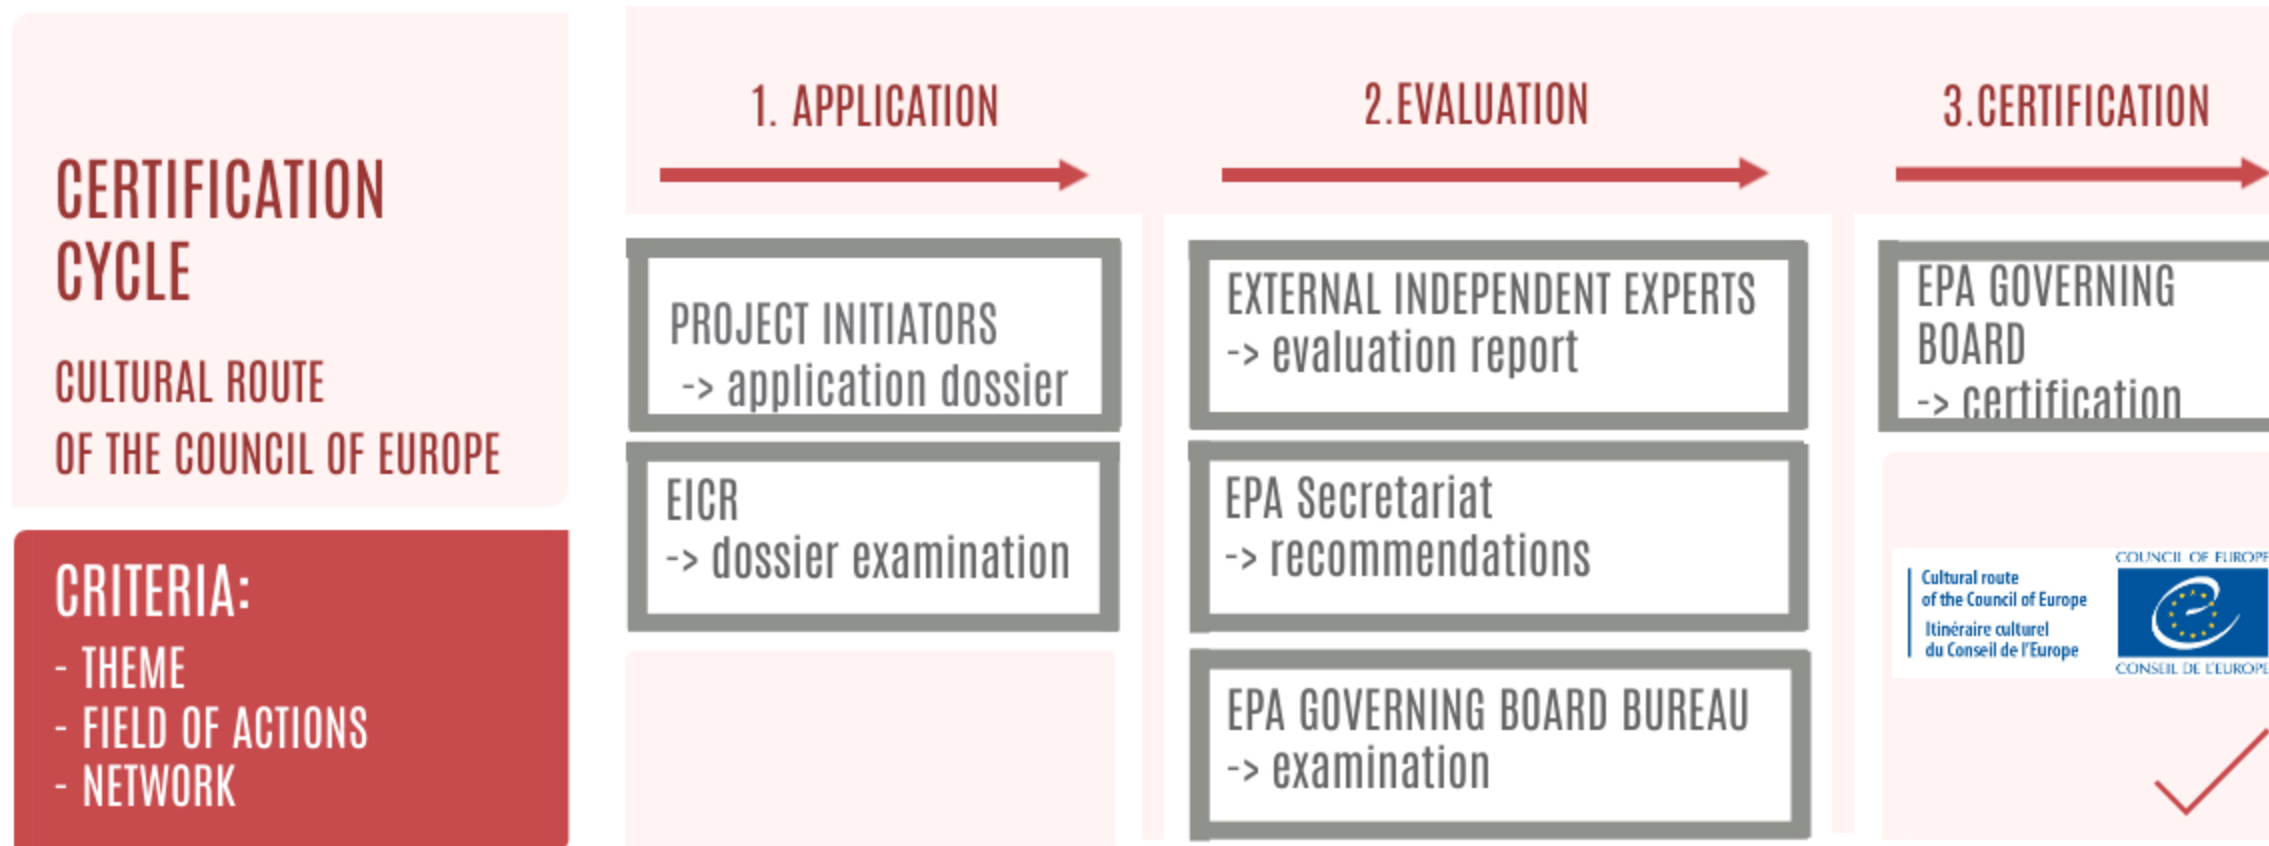 CERTIFICATION
CYCLE
CULTURAL ROUTE
OF THE COUNCIL OF EUROPE
CRITERIA:
- THEME
- FIELD OF ACTIONS
- NETWORK
1. APPLICATION
PROJECT INITIATORS
-> application dossier
EICR
-> dossier examination
2.EVALUATION
EXTERNAL INDEPENDENT EXPERTS
-> evaluation report
EPA Secretariat
-> recommendations
EPA GOVERNING BOARD BUREAU
-> examination
3.CERTIFICATION
EPA GOVERNING
BOARD
-> certification
Cultural route
of the Council of Europe
Itinéraire culturel
du Conseil de l'Europe
COUNCIL OF EUROPE
CONSEIL DE L'EUROPE